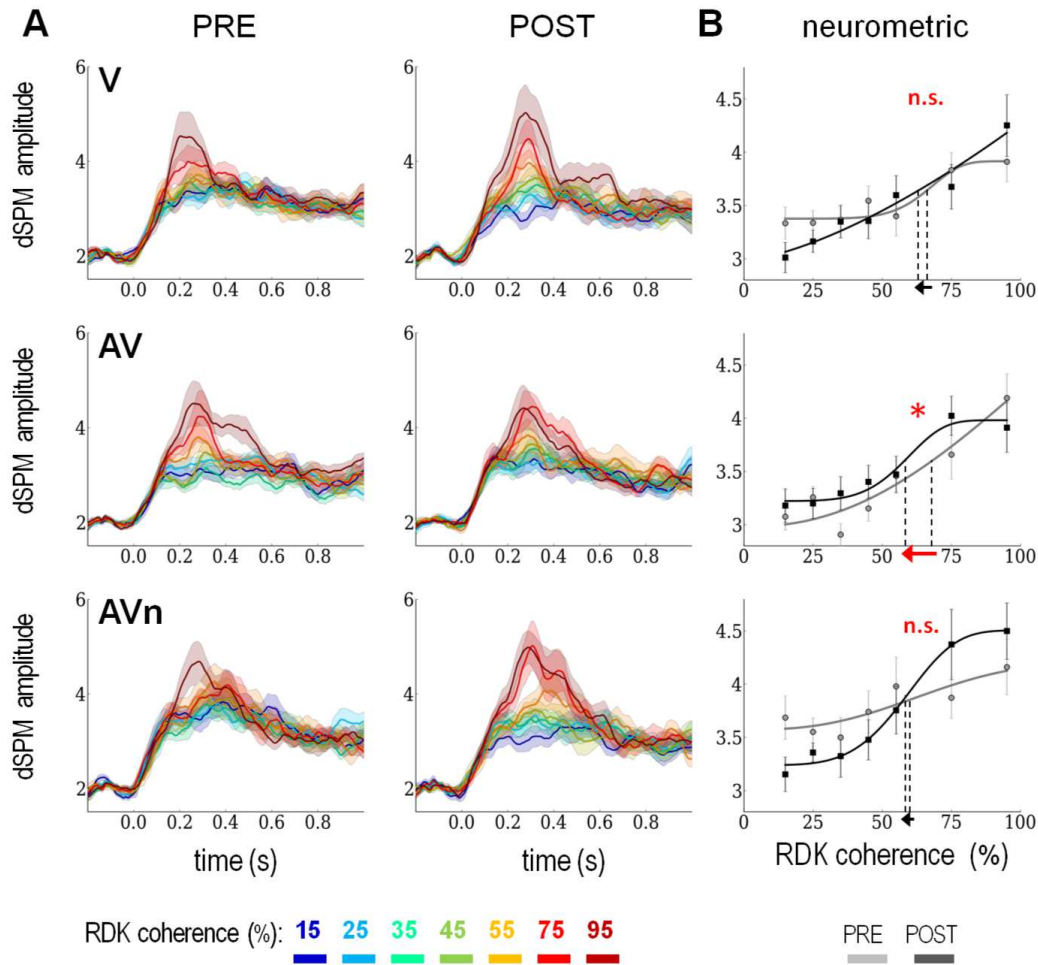 A PRE POST B neurometric
V
dSPM amplitude
6
4
2
0.0 0.2 0.4 0.6 0.8
6
4
2
0.0 0.2 0.4 0.6 0.8
n.s.
4.5
4
3.5
3
0 25 50 75 100
AV
dSPM amplitude
6
4
2
0.0 0.2 0.4 0.6 0.8
6
4
2
0.0 0.2 0.4 0.6 0.8
*
4.5
4
3.5
3
0 25 50 75 100
AVn
dSPM amplitude
6
4
2
0.0 0.2 0.4 0.6 0.8
6
4
2
0.0 0.2 0.4 0.6 0.8
n.s.
4.5
4
3.5
3
0 25 50 75 100
time (s) time (s) RDK coherence (%)
RDK coherence (%): 15 25 35 45 55 75 95
PRE POST